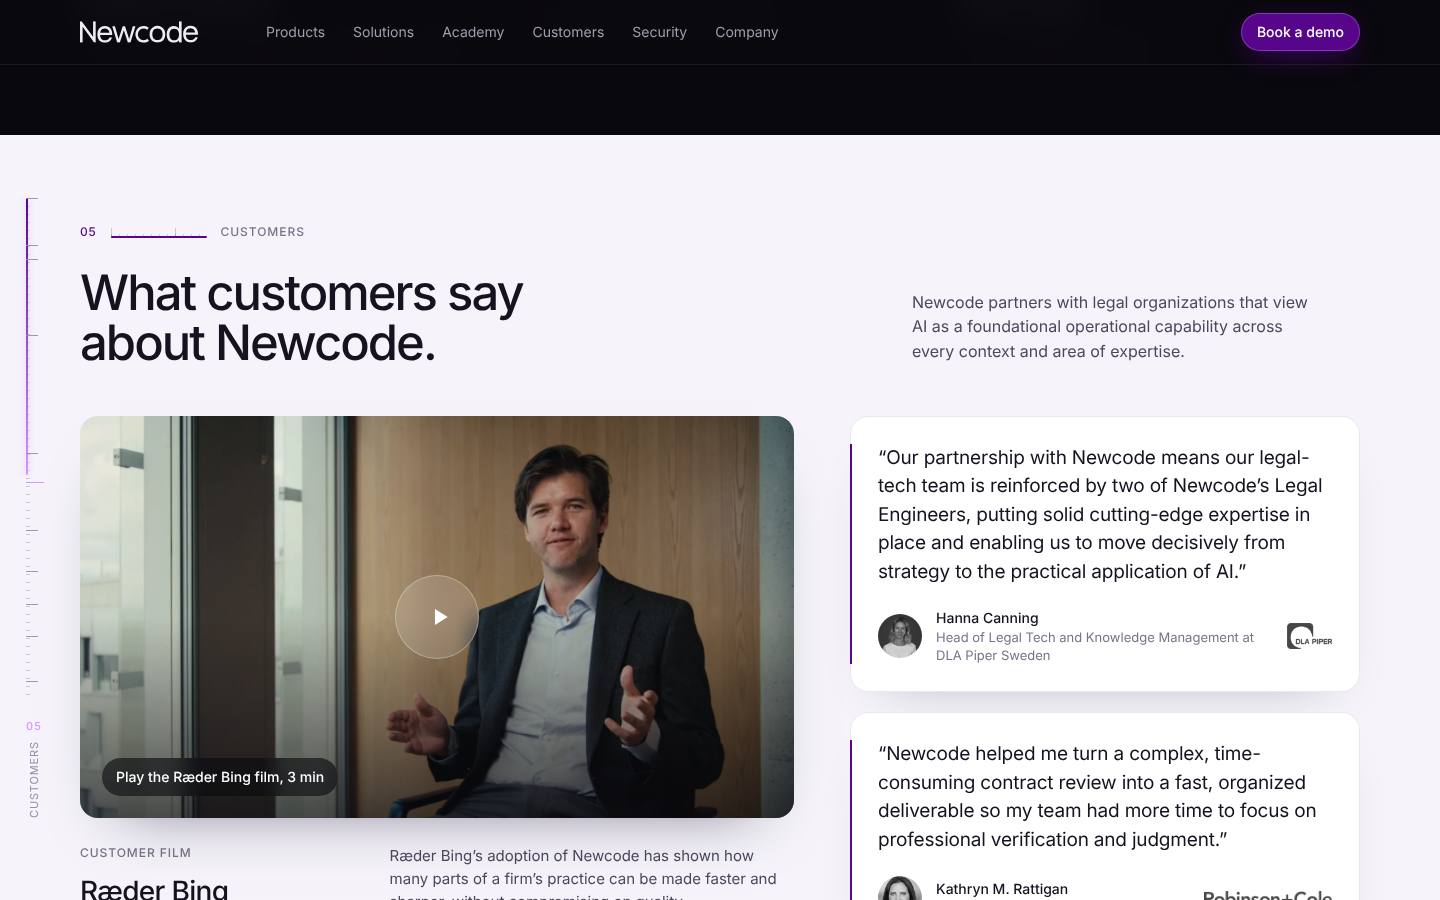 Newcode
Products
Solutions
Academy
Customers
Security
Company
Book a demo
05
CUSTOMERS
What customers say
about Newcode.
Newcode partners with legal organizations that view
AI as a foundational operational capability across
every context and area of expertise.
Play the Ræder Bing film, 3 min
“Our partnership with Newcode means our legal-
tech team is reinforced by two of Newcode’s Legal
Engineers, putting solid cutting-edge expertise in
place and enabling us to move decisively from
strategy to the practical application of AI.”
Hanna Canning
Head of Legal Tech and Knowledge Management at
DLA Piper Sweden
DLA PIPER
“Newcode helped me turn a complex, time-
consuming contract review into a fast, organized
deliverable so my team had more time to focus on
professional verification and judgment.”
Kathryn M. Rattigan
Robinson+Cole
05
CUSTOMERS
CUSTOMER FILM
Ræder Bing
Ræder Bing’s adoption of Newcode has shown how
many parts of a firm’s practice can be made faster and